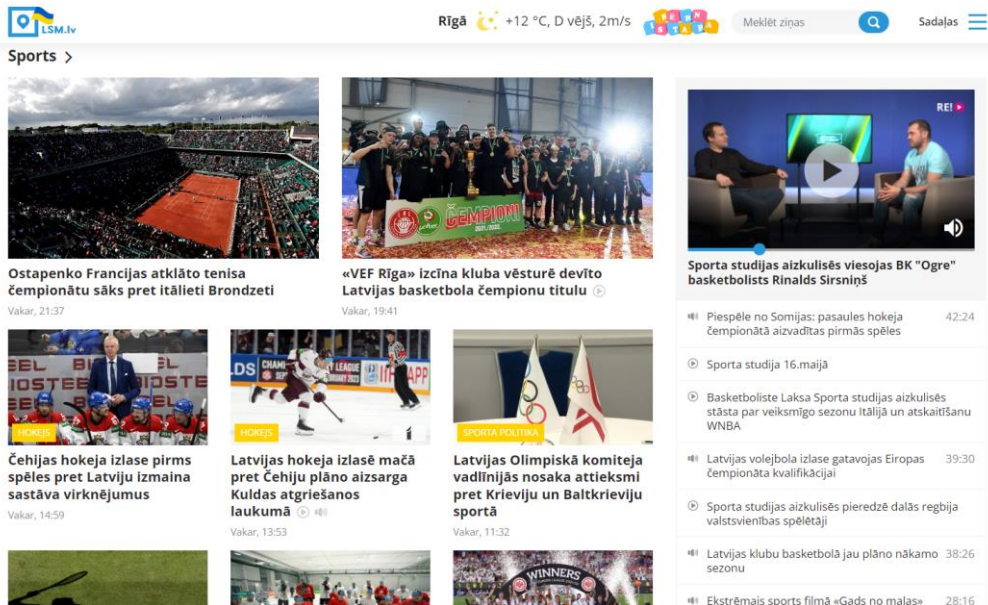 LSM.lv
Rīgā +12 °C, D vējš, 2m/s
Meklēt ziņas
Sadaļas
Sports >
ČEMPIONI
2021./2022.
VEF
Ostapenko Francijas atklāto tenisa
čempionātu sāks pret itālieti Brondzeti
Vakar, 21:37
«VEF Rīga» izcīna kluba vēsturē devīto
Latvijas basketbola čempionu titulu
Vakar, 19:41
HOKEJS
Čehijas hokeja izlase pirms
spēles pret Latviju izmaina
sastāva virknējumus
Vakar, 14:59
HOKEJS
Latvijas hokeja izlasē mačā
pret Čehiju plāno aizsarga
Kuldas atgriešanos
laukumā
Vakar, 13:53
SPORTA POLITIKA
Latvijas Olimpiskā komiteja
vadlīnijās nosaka attieksmi
pret Krieviju un Baltkrieviju
sportā
Vakar, 11:32
WINNERS
RE!
Sporta studijas aizkulisēs viesojas BK "Ogre"
basketbolists Rinalds Sirsniņš
Piespēle no Somijas: pasaules hokeja 42:24
čempionātā aizvadītas pirmās spēles
Sporta studija 16.maijā
Basketboliste Laksa Sporta studijas aizkulisēs
stāsta par veiksmīgo sezonu Itālijā un atskaitīšanu
WNBA
Latvijas volejbola izlase gatavojas Eiropas 39:30
čempionāta kvalifikācijai
Sporta studijas aizkulisēs pieredzē dalās regbija
valstsvienības spēlētāji
Latvijas klubu basketbolā jau plāno nākamo 38:26
sezonu
Ekstrēmais sports filmā «Gads no malas» 28:16